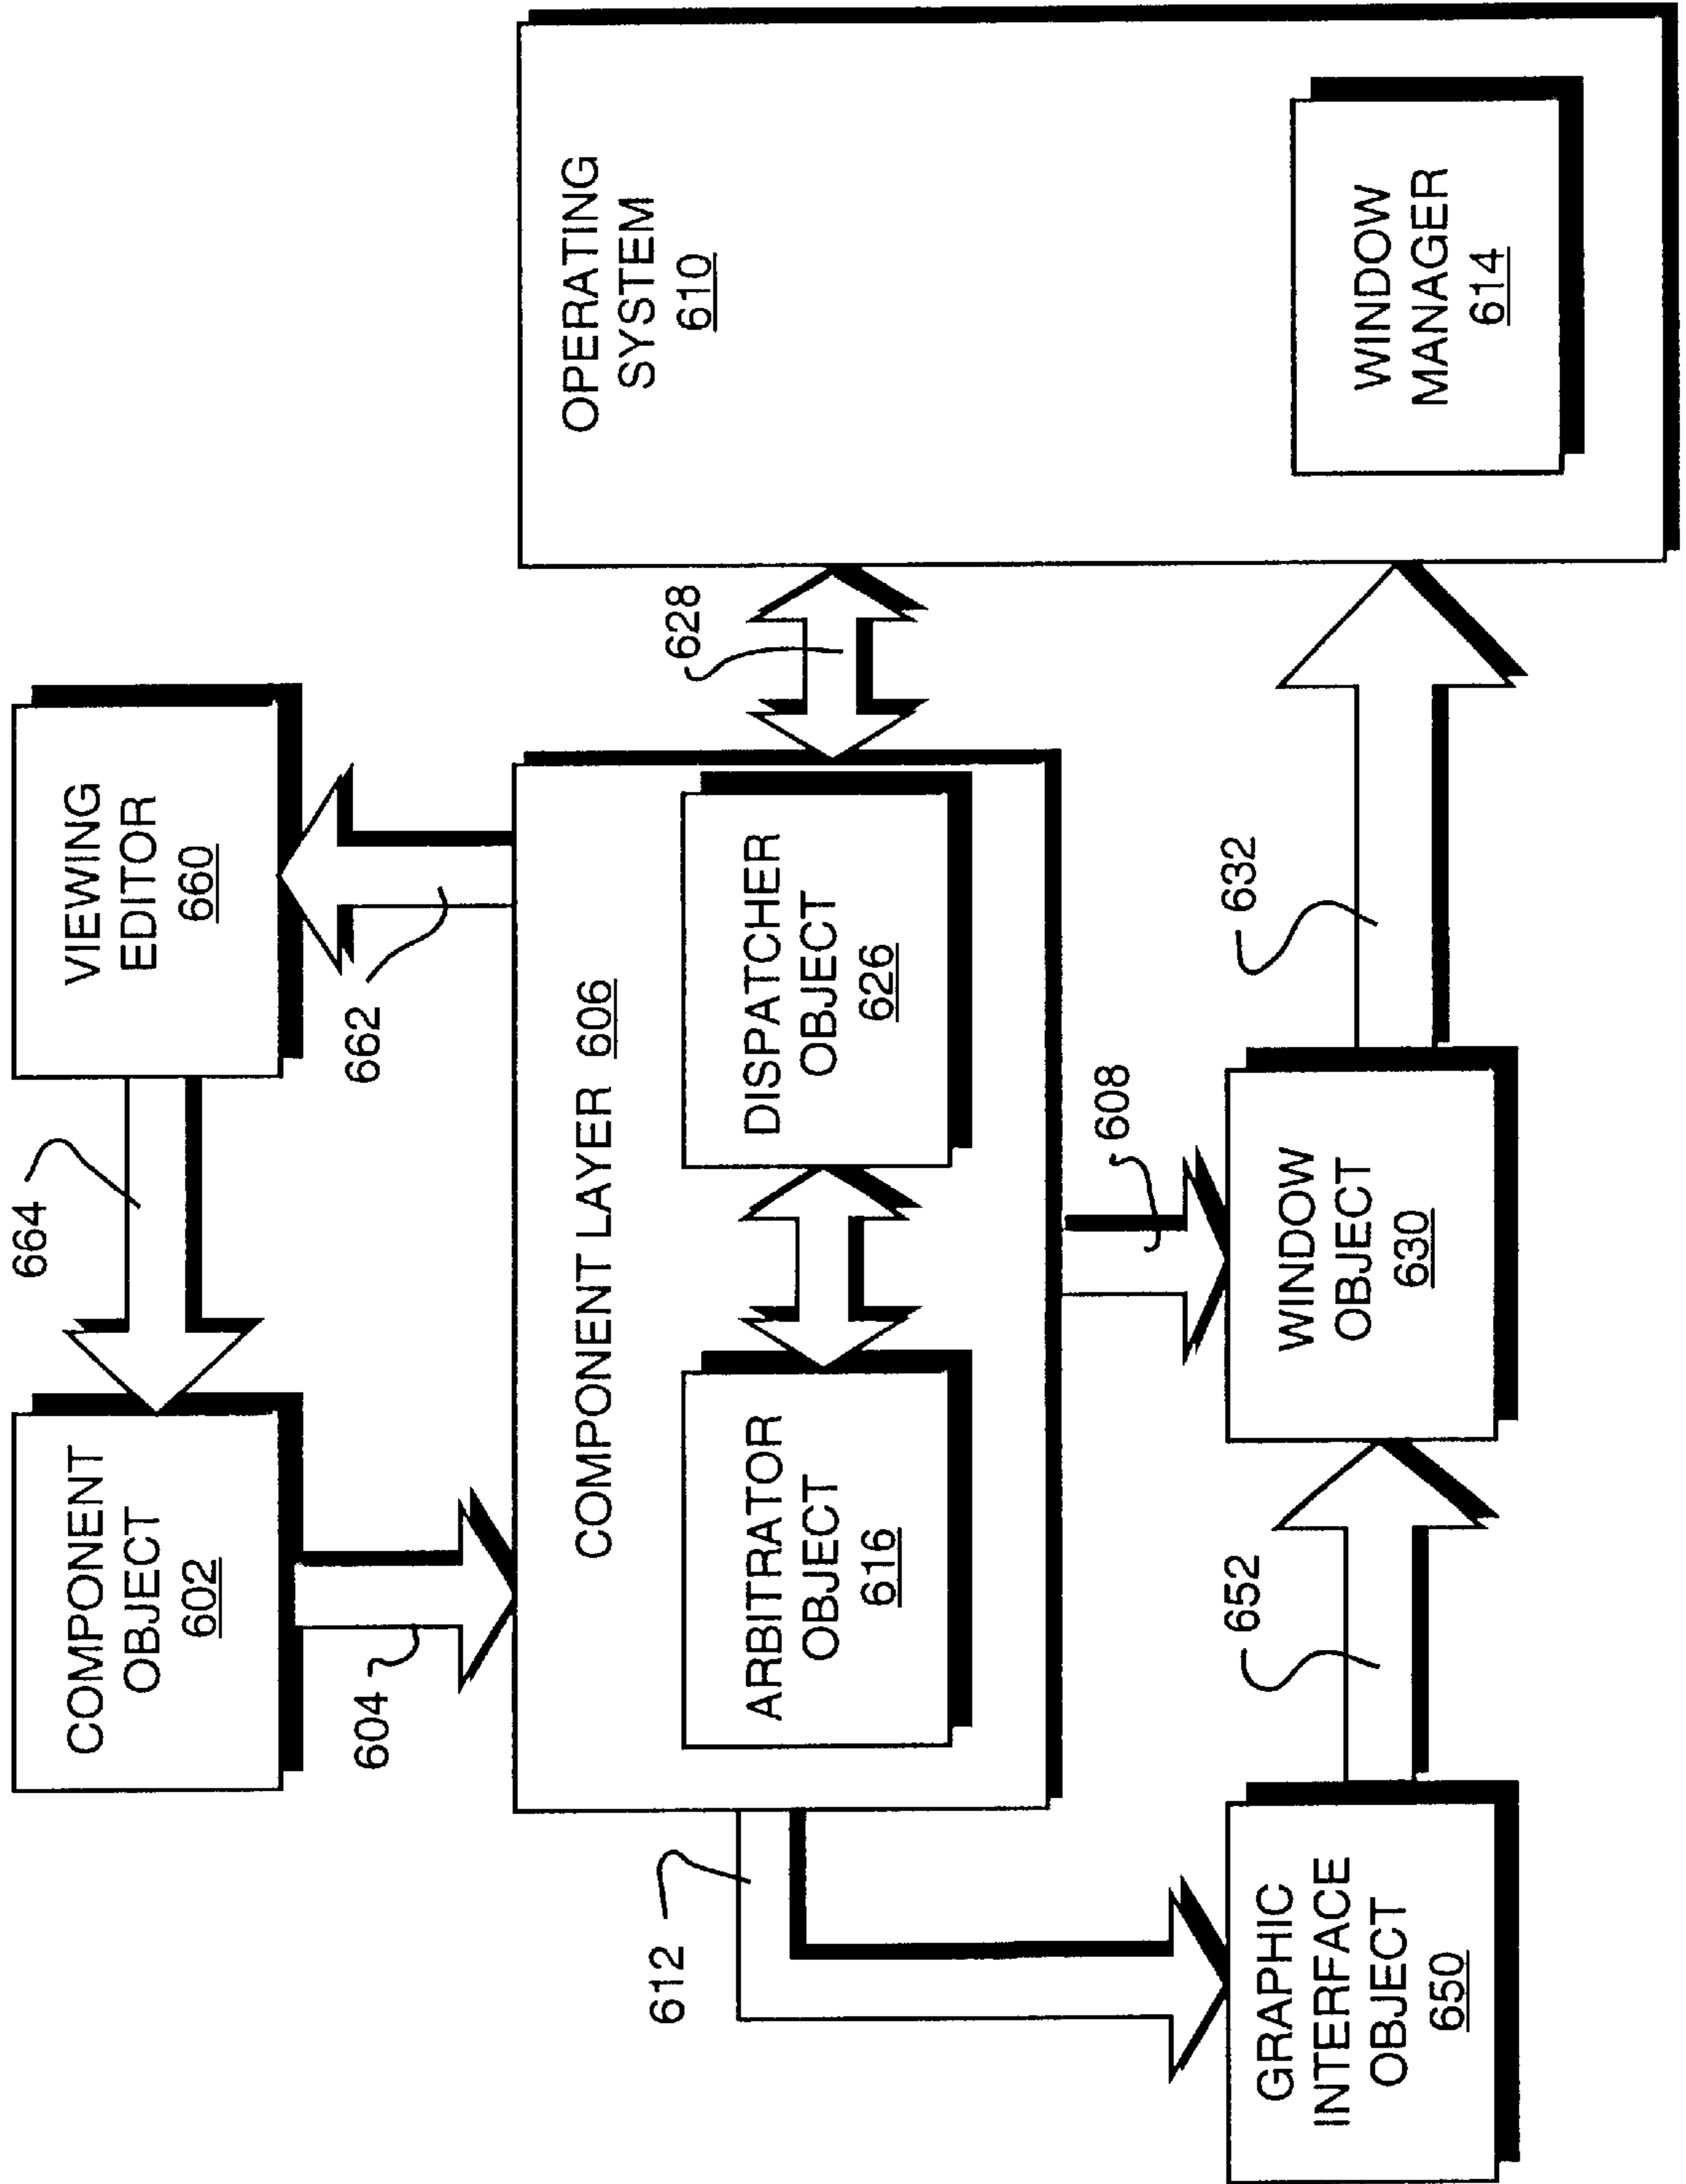 COMPONENT
OBJECT
602
664
VIEWING
EDITOR
660
604
662
COMPONENT LAYER 606
ARBITRATOR
OBJECT
616
DISPATCHER
OBJECT
626
628
OPERATING
SYSTEM
610
612
608
GRAPHIC
INTERFACE
OBJECT
650
652
WINDOW
OBJECT
630
632
WINDOW
MANAGER
614